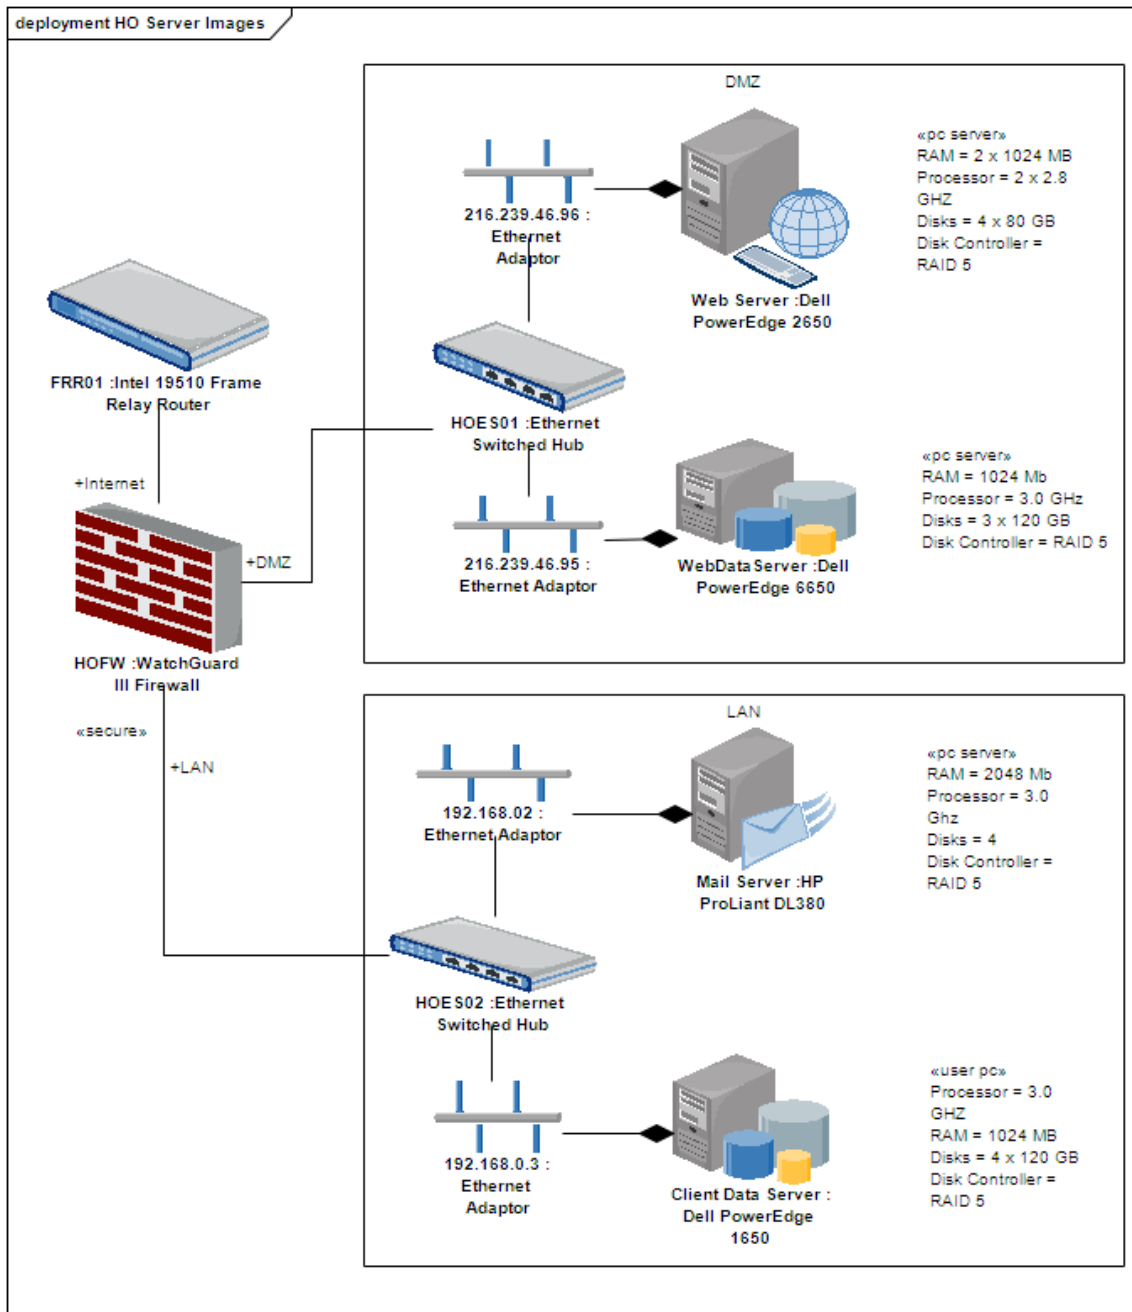 deployment HO Server Images
DMZ
216.239.46.96 :
Ethernet
Adaptor
Web Server :Dell
PowerEdge 2650
«pc server»
RAM = 2 x 1024 MB
Processor = 2 x 2.8
GHZ
Disks = 4 x 80 GB
Disk Controller =
RAID 5
FRR01 :Intel 19510 Frame
Relay Router
HOES01 :Ethernet
Switched Hub
+Internet
+DMZ
216.239.46.95 :
Ethernet Adaptor
WebDataServer :Dell
PowerEdge 6650
«pc server»
RAM = 1024 Mb
Processor = 3.0 GHz
Disks = 3 x 120 GB
Disk Controller = RAID 5
HOFW :WatchGuard
III Firewall
«secure»
+LAN
LAN
192.168.02 :
Ethernet Adaptor
Mail Server :HP
ProLiant DL380
«pc server»
RAM = 2048 Mb
Processor = 3.0
Ghz
Disks = 4
Disk Controller =
RAID 5
HOES02 :Ethernet
Switched Hub
192.168.0.3 :
Ethernet
Adaptor
Client Data Server :
Dell PowerEdge
1650
«user pc»
Processor = 3.0
GHZ
RAM = 1024 MB
Disks = 4 x 120 GB
Disk Controller =
RAID 5